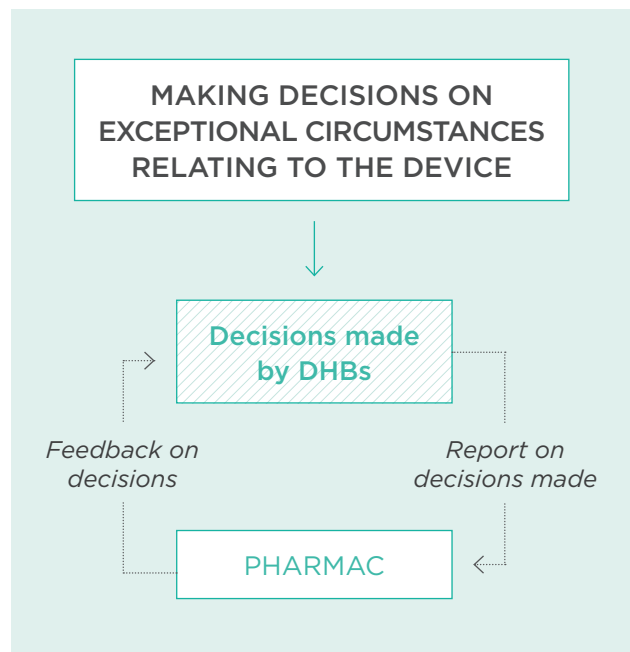 MAKING DECISIONS ON
EXCEPTIONAL CIRCUMSTANCES
RELATING TO THE DEVICE
Decisions made
by DHBs
Feedback on
decisions
Report on
decisions made
PHARMAC